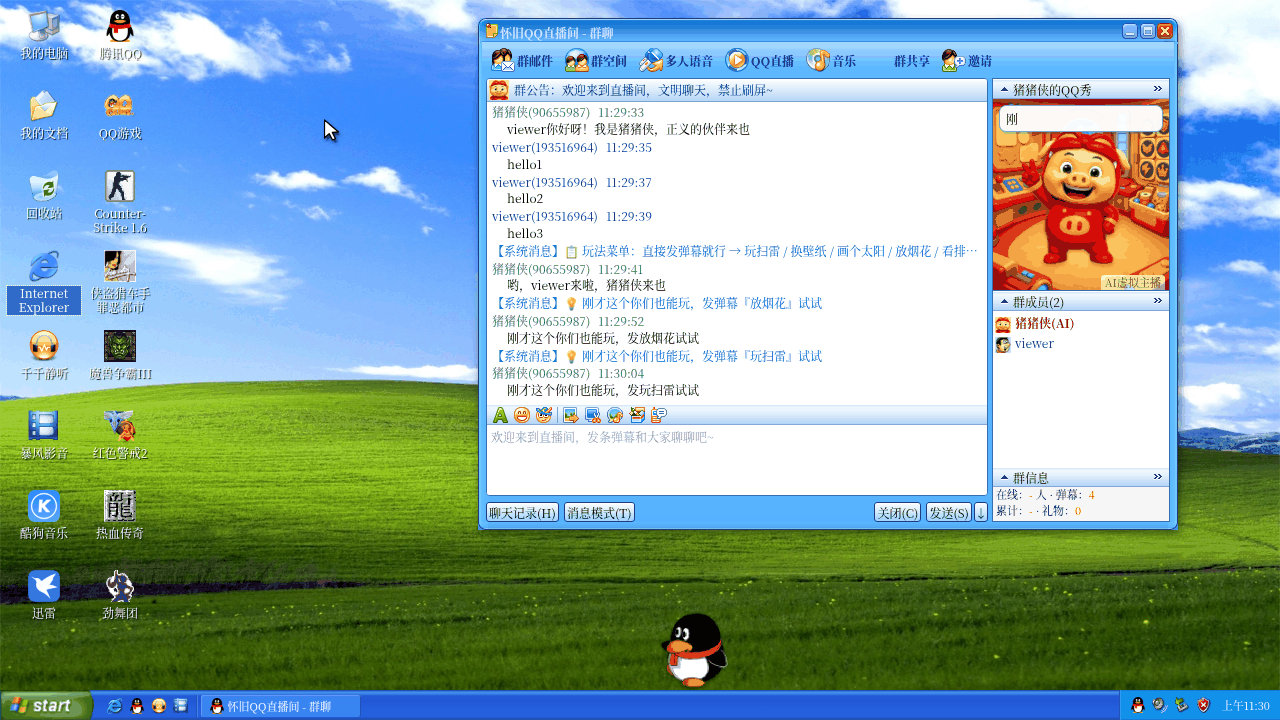 我的电脑
腾讯QQ
我的文档
QQ游戏
回收站
Counter-
Strike 1.6
Internet
Explorer
侠盗猎车手
罪恶都市
千千静听
魔兽争霸III
暴风影音
红色警戒2
酷狗音乐
热血传奇
迅雷
劲舞团
怀旧QQ直播间 - 群聊
群邮件 群空间 多人语音 QQ直播 音乐 群共享 邀请
群公告：欢迎来到直播间，文明聊天，禁止刷屏~
猪猪侠(90655987) 11:29:33
viewer你好呀！我是猪猪侠，正义的伙伴来也
viewer(193516964) 11:29:35
hello1
viewer(193516964) 11:29:37
hello2
viewer(193516964) 11:29:39
hello3
【系统消息】📋 玩法菜单：直接发弹幕就行 → 玩扫雷 / 换壁纸 / 画个太阳 / 放烟花 / 看排…
猪猪侠(90655987) 11:29:41
哟，viewer来啦，猪猪侠来也
【系统消息】💡 刚才这个你们也能玩，发弹幕『放烟花』试试
猪猪侠(90655987) 11:29:52
刚才这个你们也能玩，发放烟花试试
【系统消息】💡 刚才这个你们也能玩，发弹幕『玩扫雷』试试
猪猪侠(90655987) 11:30:04
刚才这个你们也能玩，发玩扫雷试试
欢迎来到直播间，发条弹幕和大家聊聊吧~
聊天记录(H) 消息模式(T) 关闭(C) 发送(S) ↓
猪猪侠的QQ秀
刚
AI虚拟主播
群成员(2)
猪猪侠(AI)
viewer
群信息
在线：- 人 · 弹幕：4
累计：- · 礼物：0
start
怀旧QQ直播间 - 群聊
上午11:30